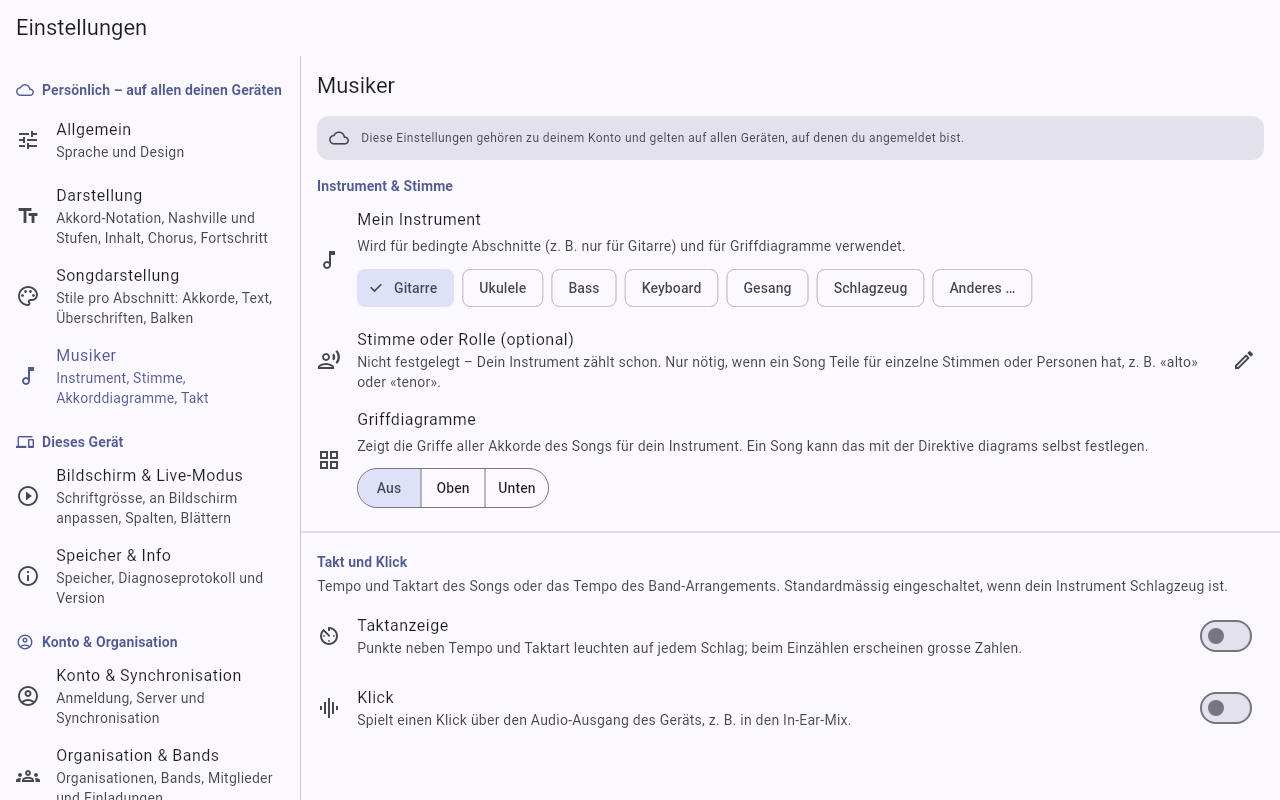 Einstellungen
Persönlich – auf allen deinen Geräten
Allgemein
Sprache und Design
Darstellung
Akkord-Notation, Nashville und
Stufen, Inhalt, Chorus, Fortschritt
Songdarstellung
Stile pro Abschnitt: Akkorde, Text,
Überschriften, Balken
Musiker
Instrument, Stimme,
Akkorddiagramme, Takt
Dieses Gerät
Bildschirm & Live-Modus
Schriftgrösse, an Bildschirm
anpassen, Spalten, Blättern
Speicher & Info
Speicher, Diagnoseprotokoll und
Version
Konto & Organisation
Konto & Synchronisation
Anmeldung, Server und
Synchronisation
Organisation & Bands
Organisationen, Bands, Mitglieder
und Einladungen
Musiker
Diese Einstellungen gehören zu deinem Konto und gelten auf allen Geräten, auf denen du angemeldet bist.
Instrument & Stimme
Mein Instrument
Wird für bedingte Abschnitte (z. B. nur für Gitarre) und für Griffdiagramme verwendet.
Gitarre Ukulele Bass Keyboard Gesang Schlagzeug Anderes …
Stimme oder Rolle (optional)
Nicht festgelegt – Dein Instrument zählt schon. Nur nötig, wenn ein Song Teile für einzelne Stimmen oder Personen hat, z. B. «alto»
oder «tenor».
Griffdiagramme
Zeigt die Griffe aller Akkorde des Songs für dein Instrument. Ein Song kann das mit der Direktive diagrams selbst festlegen.
Aus Oben Unten
Takt und Klick
Tempo und Taktart des Songs oder das Tempo des Band-Arrangements. Standardmässig eingeschaltet, wenn dein Instrument Schlagzeug ist.
Taktanzeige
Punkte neben Tempo und Taktart leuchten auf jedem Schlag; beim Einzählen erscheinen grosse Zahlen.
Klick
Spielt einen Klick über den Audio-Ausgang des Geräts, z. B. in den In-Ear-Mix.